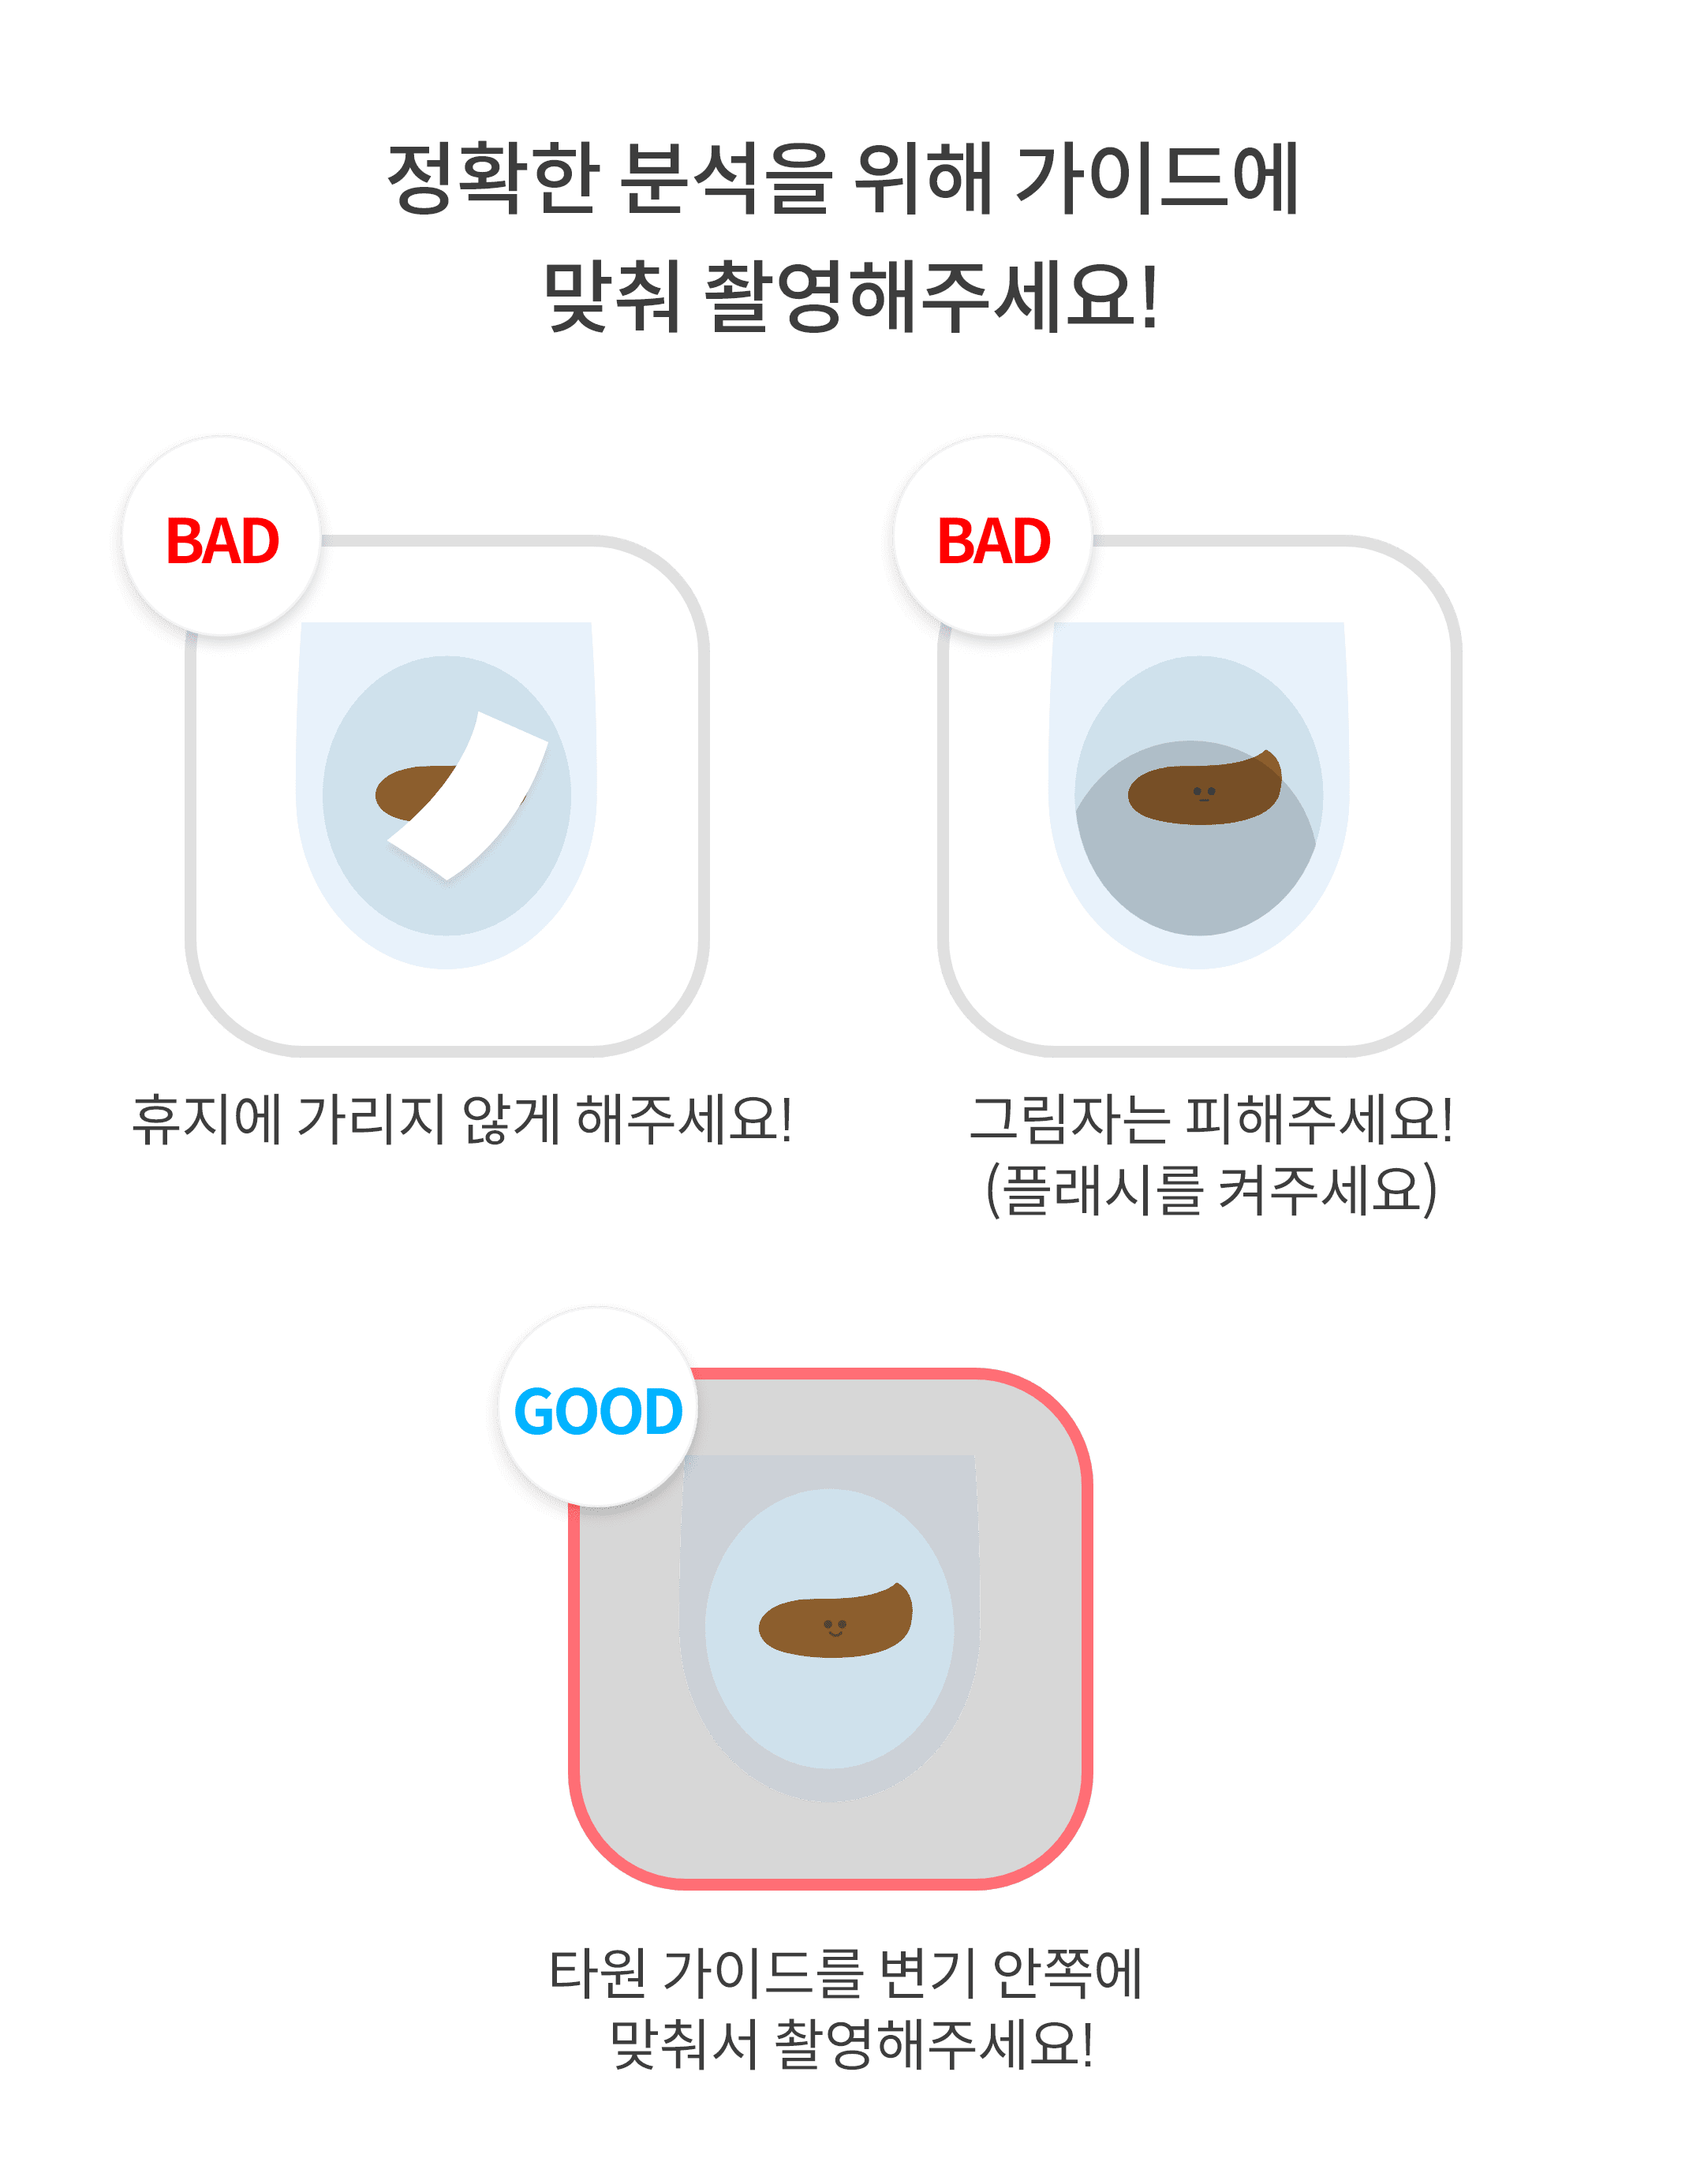 정확한 분석을 위해 가이드에
맞춰 촬영해주세요!
BAD
BAD
휴지에 가리지 않게 해주세요!
그림자는 피해주세요!
(플래시를 켜주세요)
GOOD
타원 가이드를 변기 안쪽에
맞춰서 촬영해주세요!